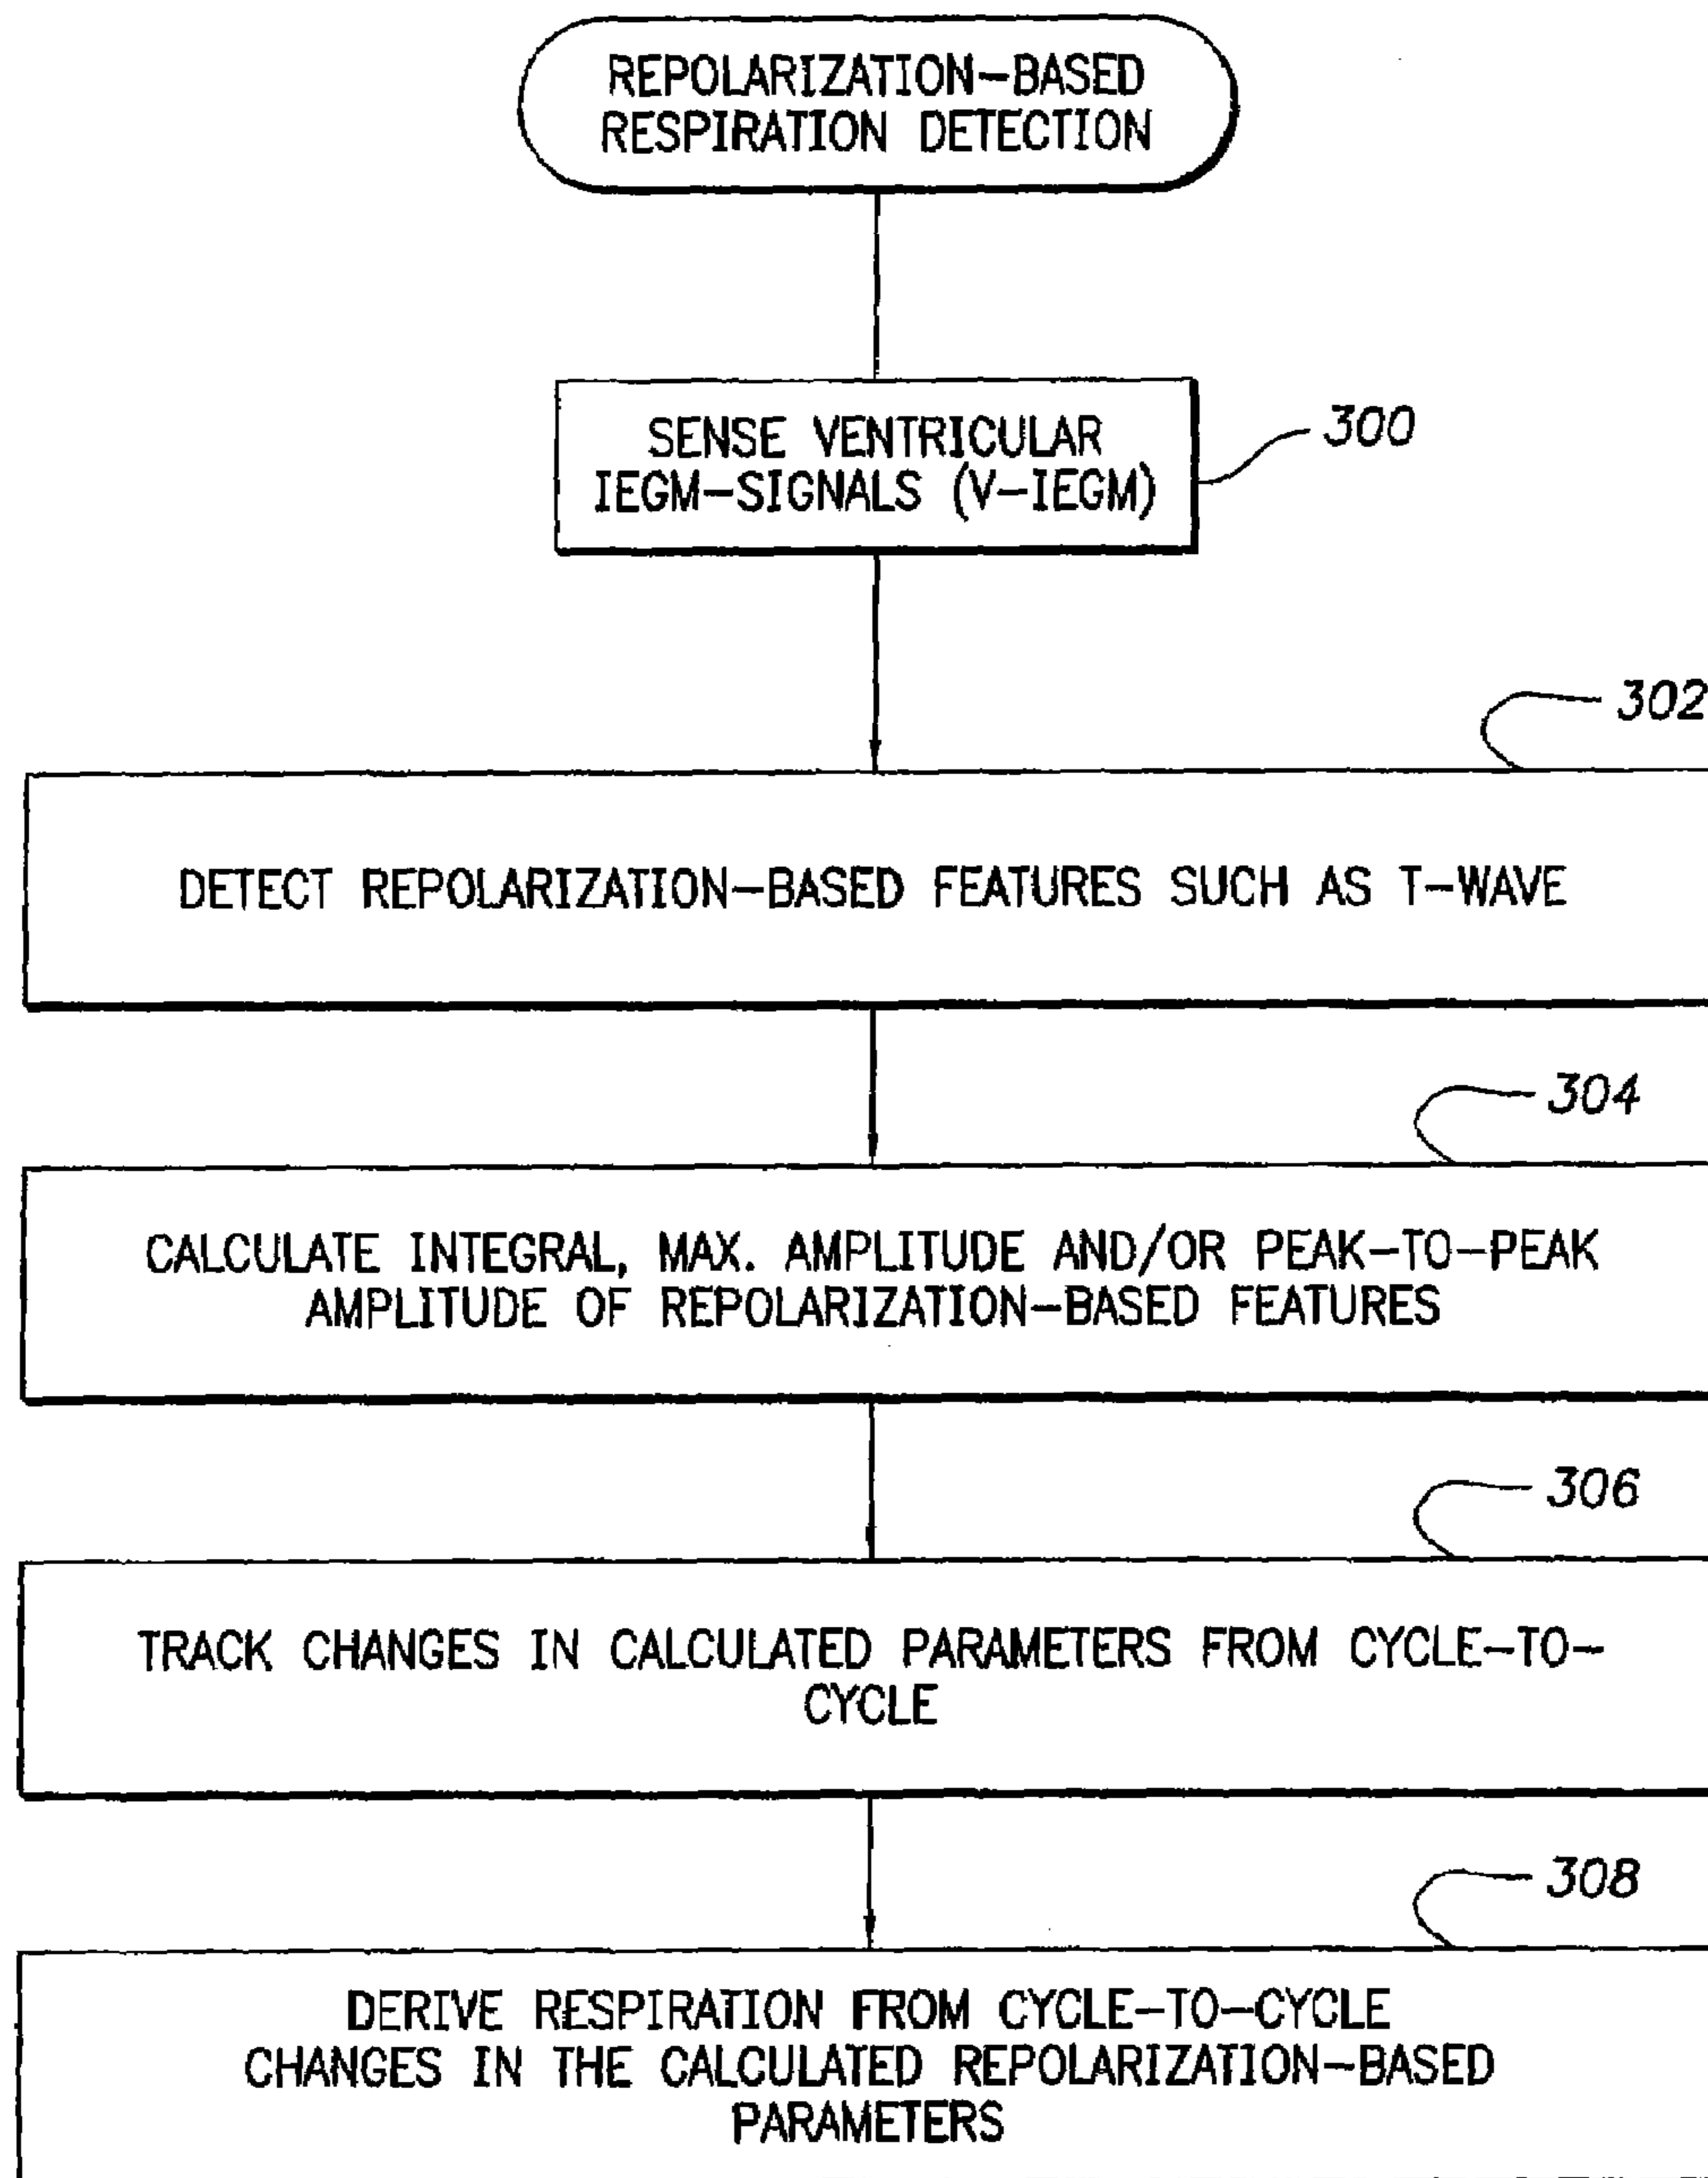 REPOLARIZATION-BASED
RESPIRATION DETECTION
SENSE VENTRICULAR
IEGM-SIGNALS (V-IEGM)
300
302
DETECT REPOLARIZATION-BASED FEATURES SUCH AS T-WAVE
304
CALCULATE INTEGRAL, MAX. AMPLITUDE AND/OR PEAK-TO-PEAK
AMPLITUDE OF REPOLARIZATION-BASED FEATURES
306
TRACK CHANGES IN CALCULATED PARAMETERS FROM CYCLE-TO-
CYCLE
308
DERIVE RESPIRATION FROM CYCLE-TO-CYCLE
CHANGES IN THE CALCULATED REPOLARIZATION-BASED
PARAMETERS